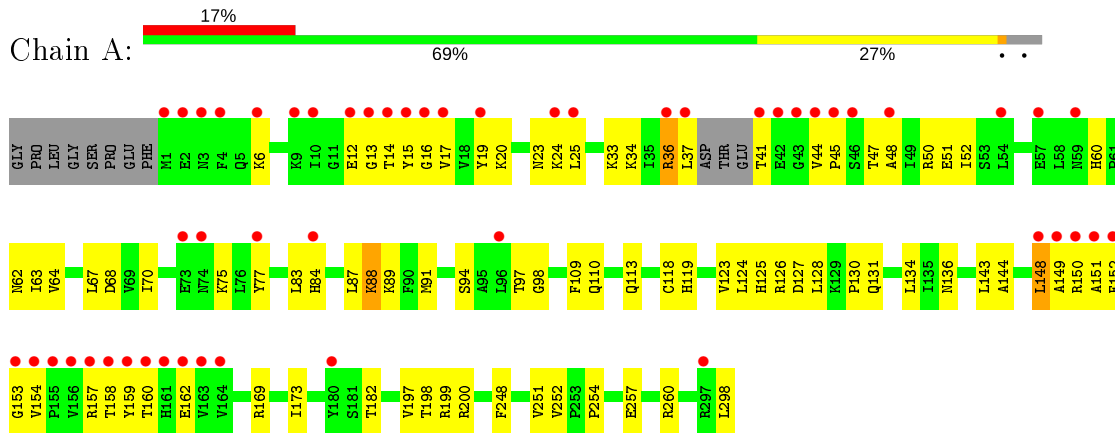 17%
Chain A:
69% 27% • •
GLY PRO LEU GLY SER PRO GLU PHE M1 E2 N3 F4 Q5 K6 K9 I10 G11 E12 G13 T14 Y15 G16 V17 V18 Y19 K20 N23 K24 L25 K33 K34 I35 R36 L37 ASP THR GLU T41 E42 G43 V44 P45 S46 T47 A48 I49 R50 E51 I52 S53 L54 E57 L58 N59 H60 P61
N62 I63 V64 L67 D68 V69 I70 E73 N74 K75 L76 Y77 L83 H84 L87 K88 K89 F90 M91 S94 A95 L96 T97 G98 F109 Q110 Q113 C118 H119 V123 L124 H125 R126 D127 L128 K129 P130 Q131 L134 I135 N136 L143 A144 L148 A149 R150 A151 F152
G153 V154 P155 V156 R157 T158 Y159 T160 H161 E162 V163 V164 R169 I173 Y180 S181 T182 V197 T198 R199 R200 F248 V251 V252 P253 P254 E257 R260 R297 L298